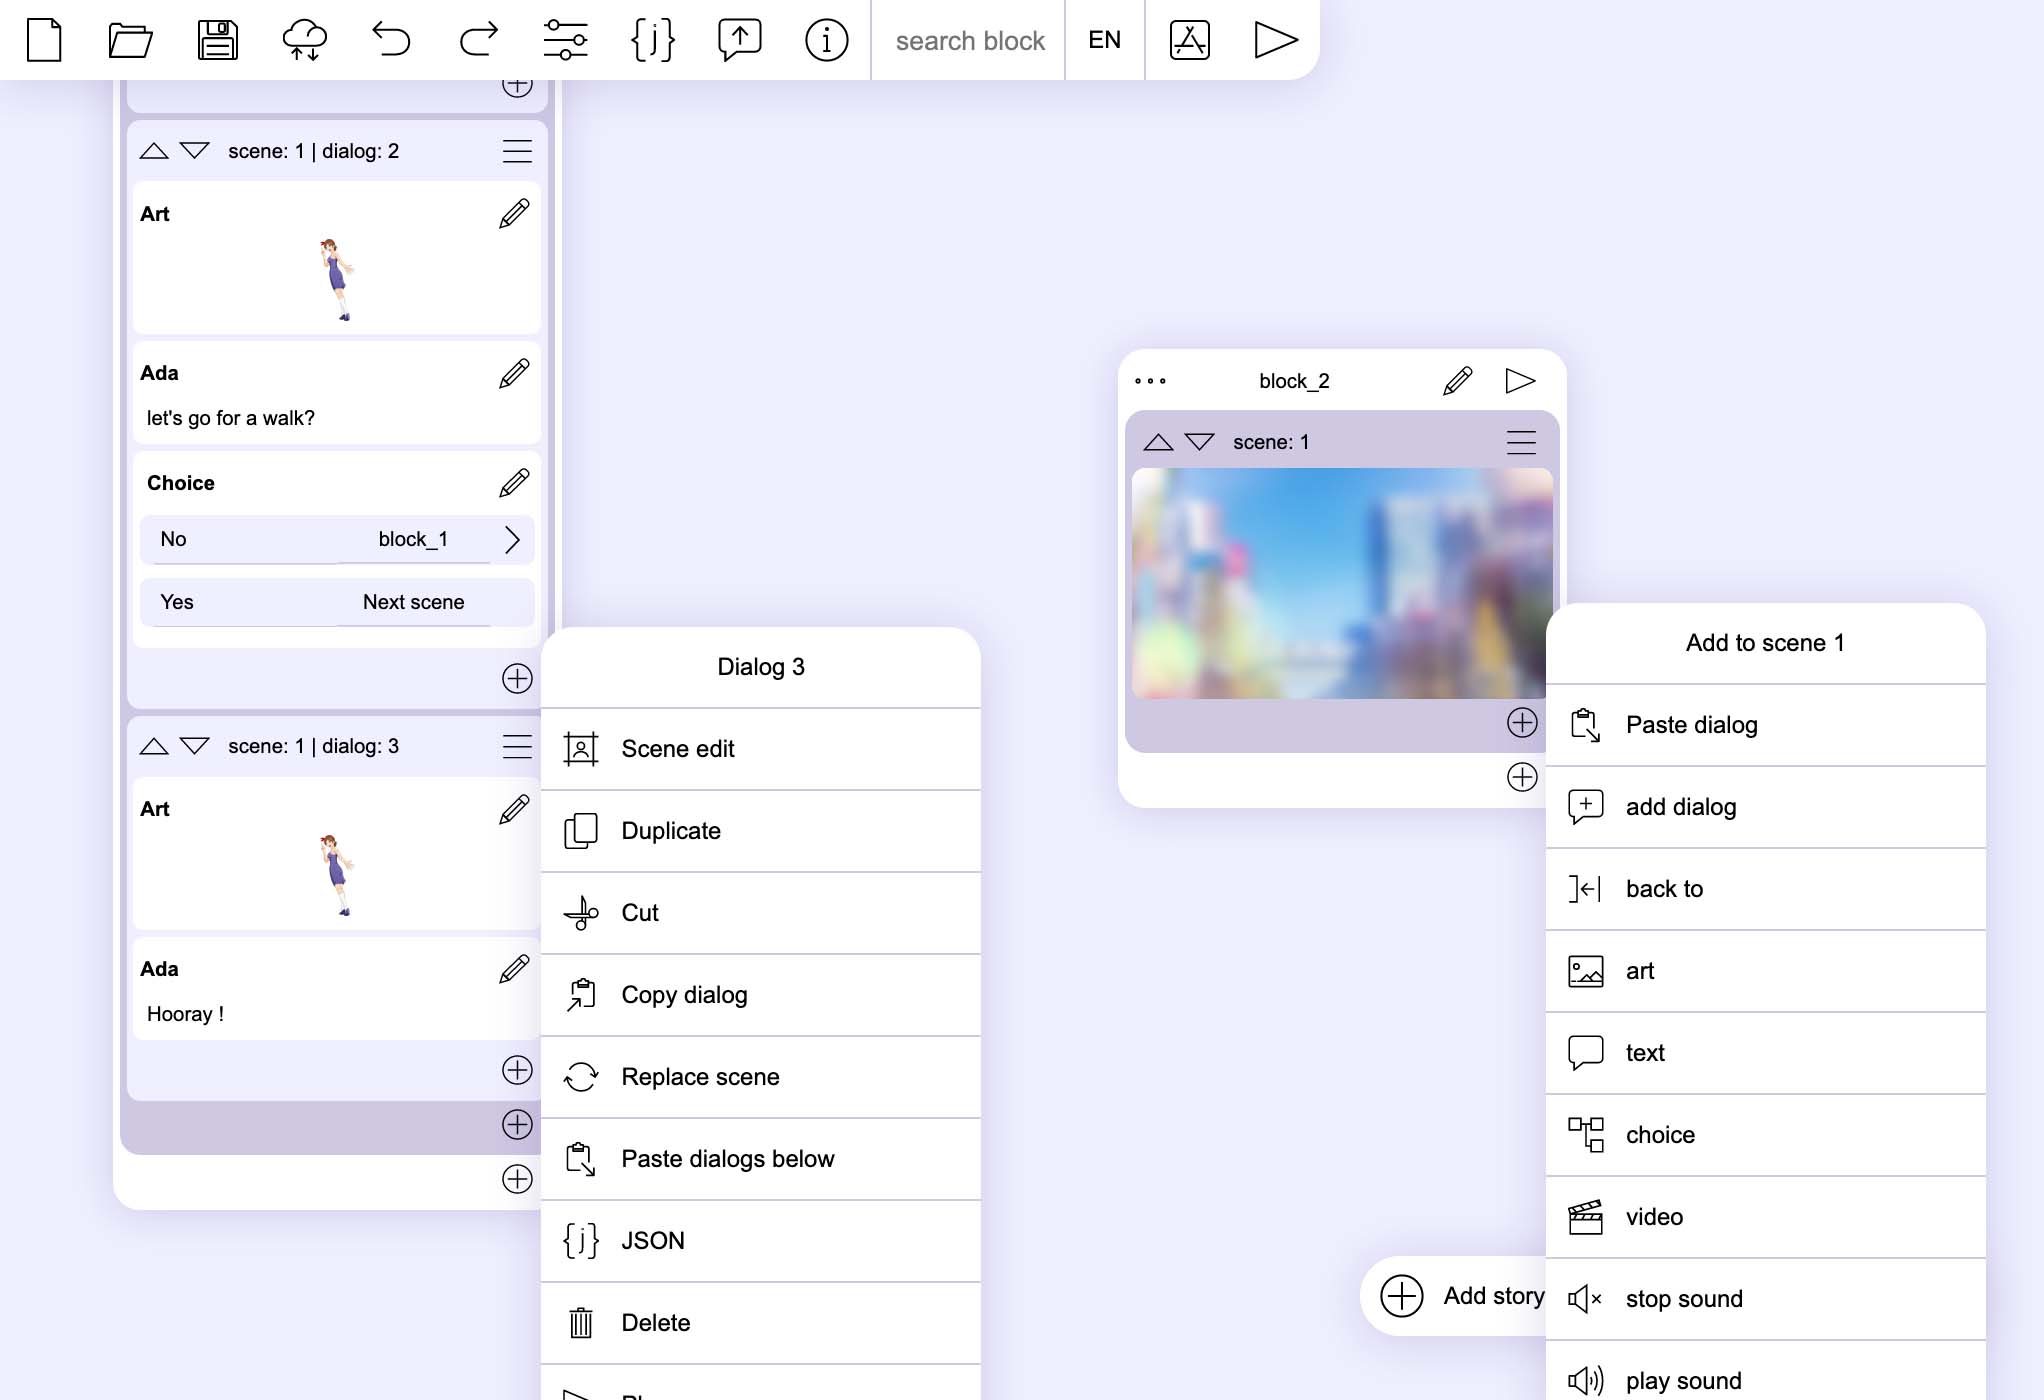 {j}
i
search block
EN
scene: 1 | dialog: 2
Art
Ada
let's go for a walk?
Choice
No
block_1
Yes
Next scene
scene: 1 | dialog: 3
Art
Ada
Hooray !
Dialog 3
Scene edit
Duplicate
Cut
Copy dialog
Replace scene
Paste dialogs below
{j}
JSON
Delete
block_2
scene: 1
Add story
Add to scene 1
Paste dialog
add dialog
back to
art
text
choice
video
stop sound
play sound